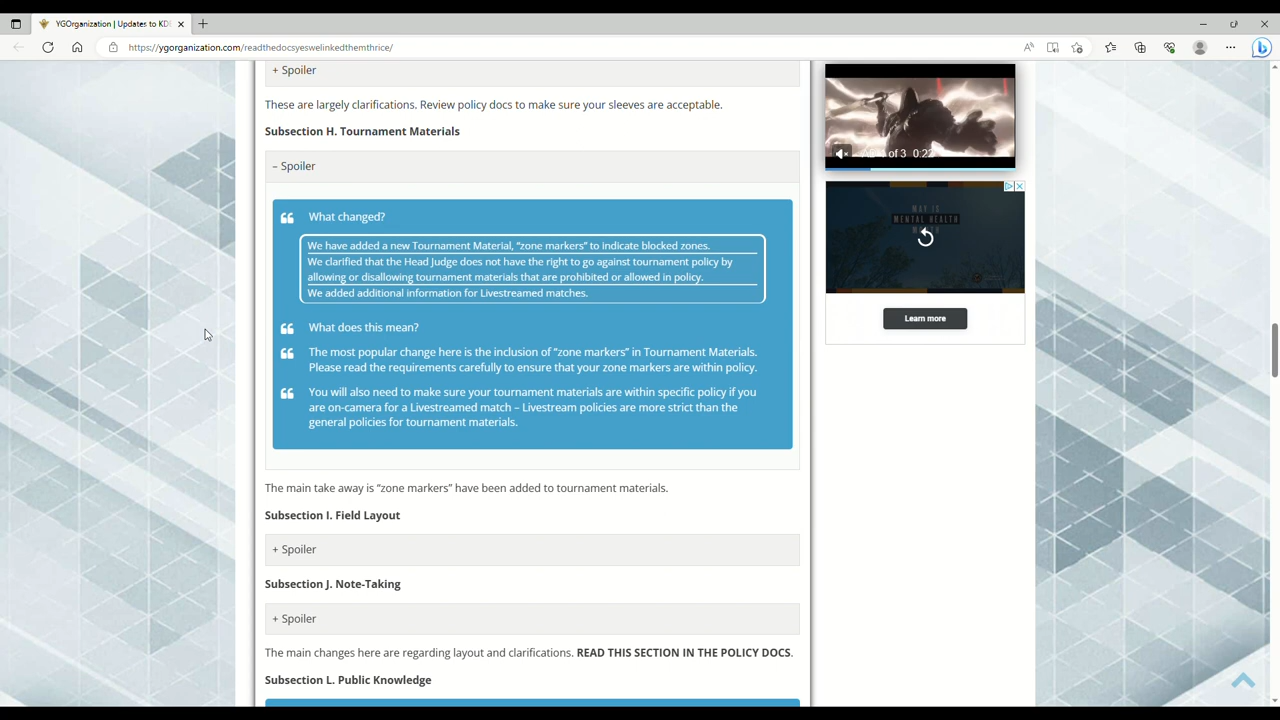 YGOrganization | Updates to KD
https://ygorganization.com/readthedocsyeswelinkedthemthrice/
+ Spoiler
These are largely clarifications. Review policy docs to make sure your sleeves are acceptable.
Subsection H. Tournament Materials
– Spoiler
What changed?
We have added a new Tournament Material, “zone markers” to indicate blocked zones.
We clarified that the Head Judge does not have the right to go against tournament policy by
allowing or disallowing tournament materials that are prohibited or allowed in policy.
We added additional information for Livestreamed matches.
What does this mean?
The most popular change here is the inclusion of “zone markers” in Tournament Materials.
Please read the requirements carefully to ensure that your zone markers are within policy.
You will also need to make sure your tournament materials are within specific policy if you
are on-camera for a Livestreamed match – Livestream policies are more strict than the
general policies for tournament materials.
The main take away is “zone markers” have been added to tournament materials.
Subsection I. Field Layout
+ Spoiler
Subsection J. Note-Taking
+ Spoiler
The main changes here are regarding layout and clarifications. READ THIS SECTION IN THE POLICY DOCS.
Subsection L. Public Knowledge
of 3 0:22
MAY IS
MENTAL HEALTH
MONTH
Learn more